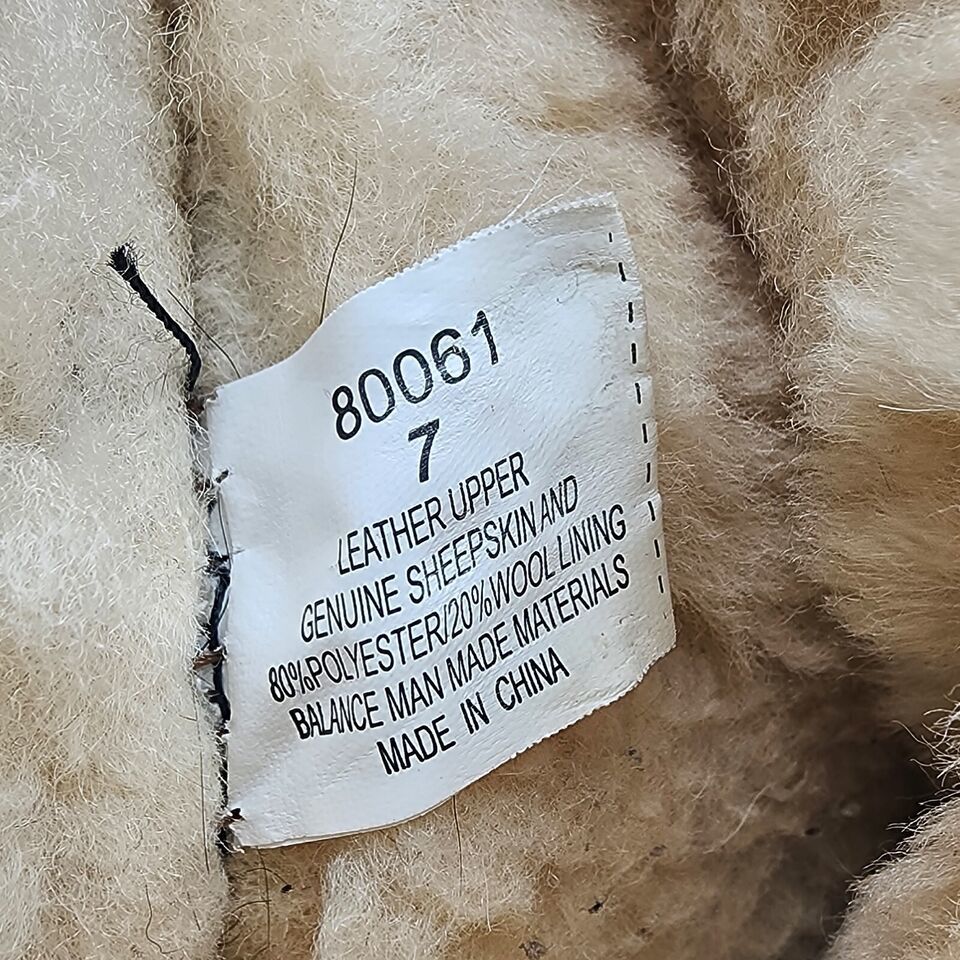 80061
7
LEATHER UPPER
GENUINE SHEEPSKIN AND
80%POLYESTER/20%WOOL LINING
BALANCE MAN MADE MATERIALS
MADE IN CHINA